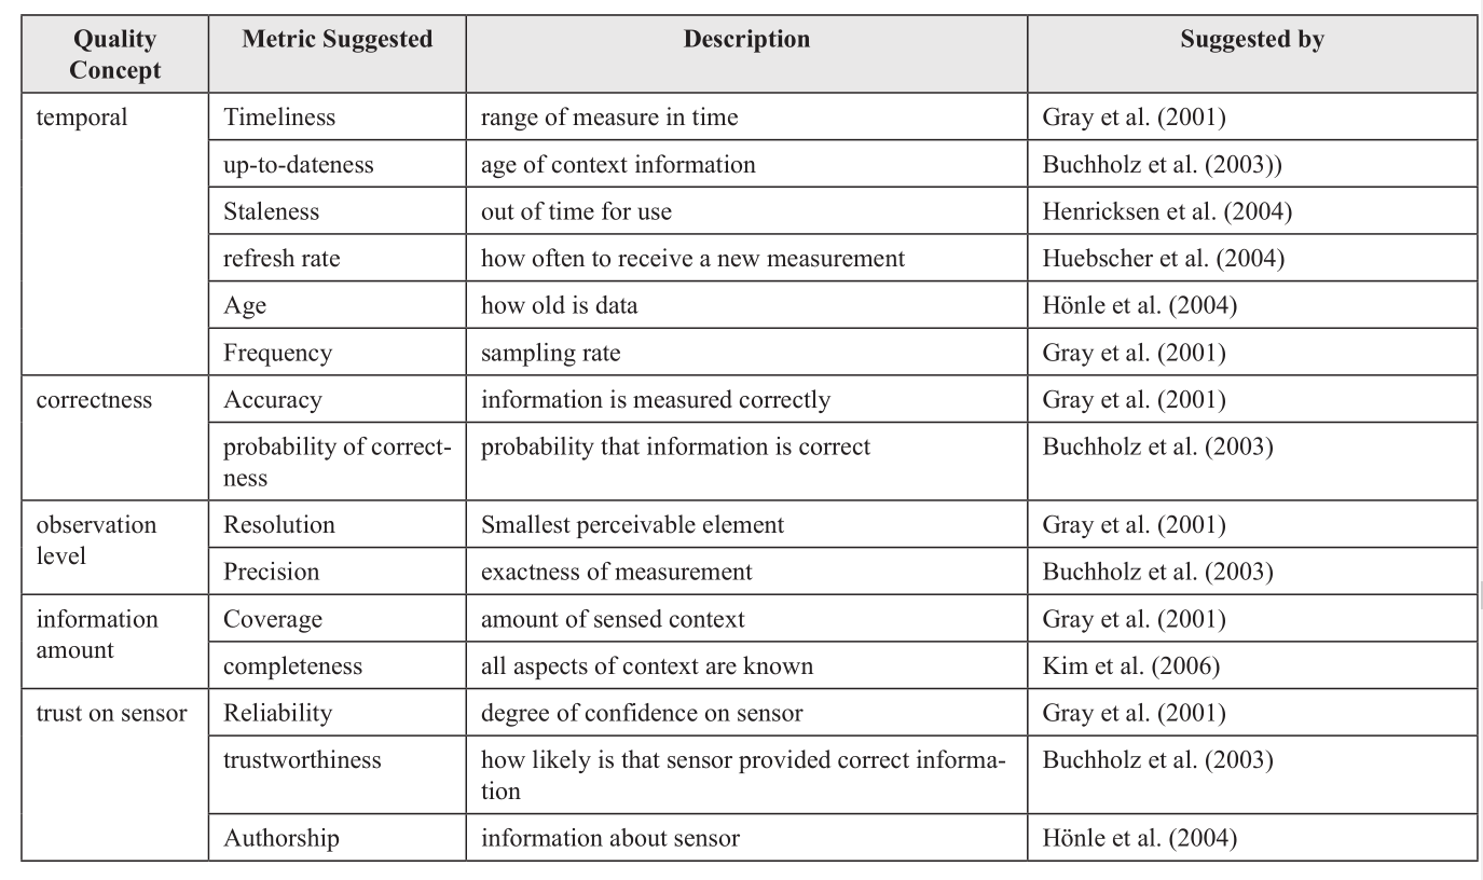 Quality Concept Metric Suggested Description Suggested by
temporal Timeliness range of measure in time Gray et al. (2001)
up-to-dateness age of context information Buchholz et al. (2003))
Staleness out of time for use Henricksen et al. (2004)
refresh rate how often to receive a new measurement Huebscher et al. (2004)
Age how old is data Hönle et al. (2004)
Frequency sampling rate Gray et al. (2001)
correctness Accuracy information is measured correctly Gray et al. (2001)
probability of correct-
ness probability that information is correct Buchholz et al. (2003)
observation
level Resolution Smallest perceivable element Gray et al. (2001)
Precision exactness of measurement Buchholz et al. (2003)
information
amount Coverage amount of sensed context Gray et al. (2001)
completeness all aspects of context are known Kim et al. (2006)
trust on sensor Reliability degree of confidence on sensor Gray et al. (2001)
trustworthiness how likely is that sensor provided correct informa-
tion Buchholz et al. (2003)
Authorship information about sensor Hönle et al. (2004)